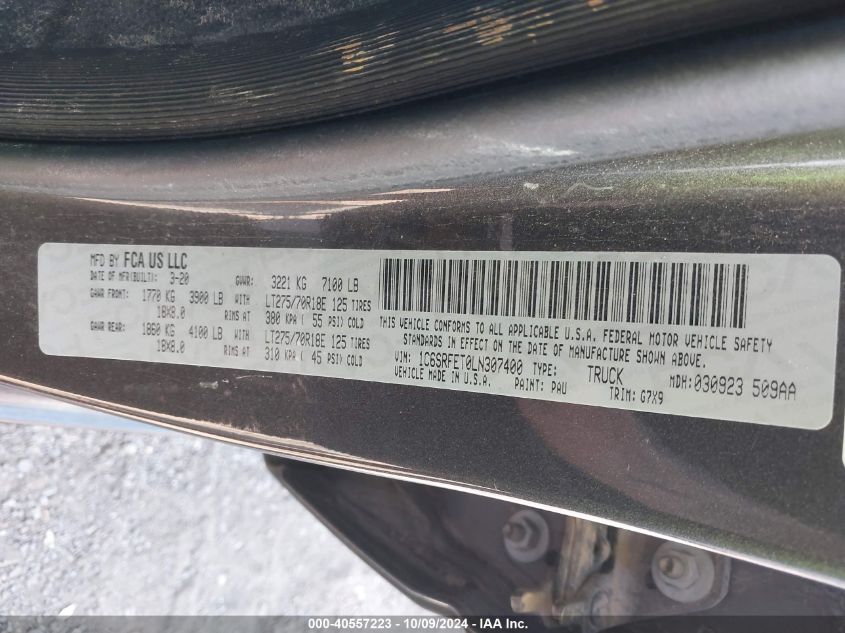 MFD BY FCA US LLC
DATE OF MFR(BUILT): 3-20 GVWR: 3221 KG 7100 LB
GAWR FRONT: 1770 KG 3900 LB WITH LT275/70R18E 125 TIRES
18X8.0 RIMS AT 380 KPA ( 55 PSI) COLD
GAWR REAR: 1860 KG 4100 LB WITH LT275/70R18E 125 TIRES
18X8.0 RIMS AT 310 KPA ( 45 PSI) COLD
THIS VEHICLE CONFORMS TO ALL APPLICABLE U.S.A. FEDERAL MOTOR VEHICLE SAFETY
STANDARDS IN EFFECT ON THE DATE OF MANUFACTURE SHOWN ABOVE.
VIN: 1C6SRFET0LN307400 TYPE: TRUCK MDH:030923 509AA
VEHICLE MADE IN U.S.A. PAINT: PAU TRIM: G7X9
000-40557223 - 10/09/2024 - IAA Inc.